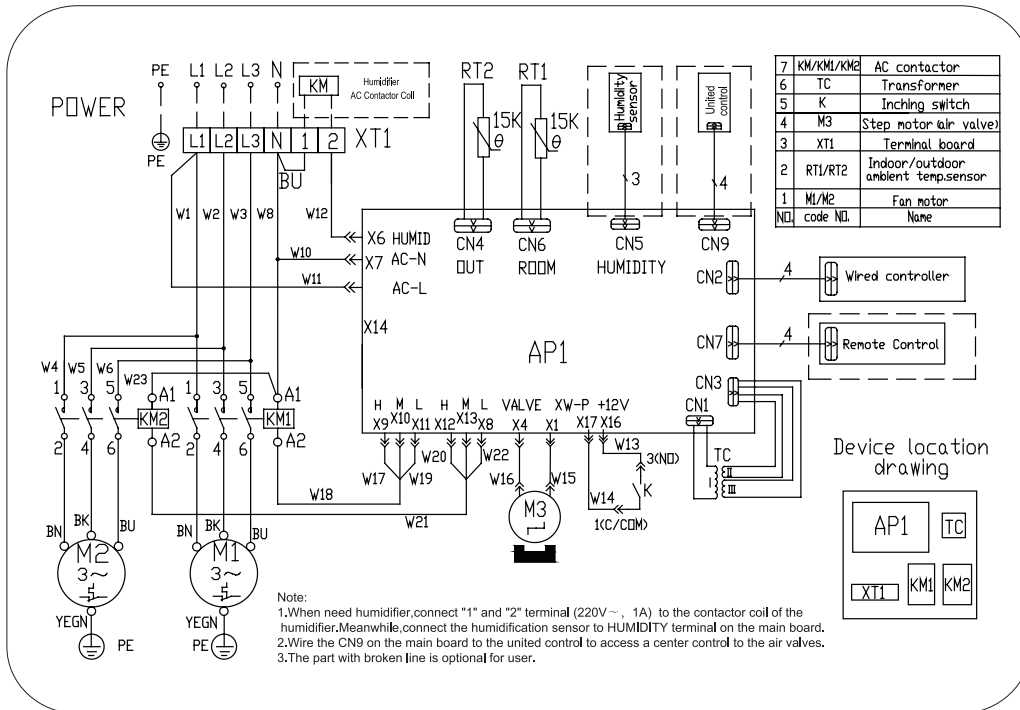 POWER
PE L1 L2 L3 N
KM
Humidifier
AC Contactor Coil
PE
L1 L2 L3 N 1 2 XT1
BU
RT2 RT1
15K 15K
θ θ
Humidity
sensor
United
control
3 4
7 KM/KM1/KM2 AC contactor
6 TC Transformer
5 K Inching switch
4 M3 Step motor (air valve)
3 XT1 Terminal board
2 RT1/RT2 Indoor/outdoor
ambient temp.sensor
1 M1/M2 Fan motor
NO. code NO. Name
W1 W2 W3 W8 W12
W10
W11
X6 HUMID
X7 AC-N
AC-L
X14
CN4 CN6 CN5 CN9
OUT ROOM HUMIDITY
AP1
CN2 4 Wired controller
CN7 4 Remote Control
CN3
CN1
TC
I II
III
W4 W5 W6
W23
1 3 5 A1 1 3 5 A1
KM2 KM1
2 4 6 A2 2 4 6 A2
H M L H M L VALVE XW-P +12V
X9 X10 X11 X12 X13 X8 X4 X1 X17 X16
W17 W19 W20 W22 W16 W15 W13
3(NO)
K
W14
1(C/COM)
W18
W21
M3
BN BK BU BN BK BU
M2 M1
3~ 3~
YEGN YEGN
PE PE
Device location
drawing
AP1 TC
XT1 KM1 KM2
Note:
1.When need humidifier,connect "1" and "2" terminal (220V~, 1A) to the contactor coil of the
humidifier.Meanwhile,connect the humidification sensor to HUMIDITY terminal on the main board.
2.Wire the CN9 on the main board to the united control to access a center control to the air valves.
3.The part with broken line is optional for user.